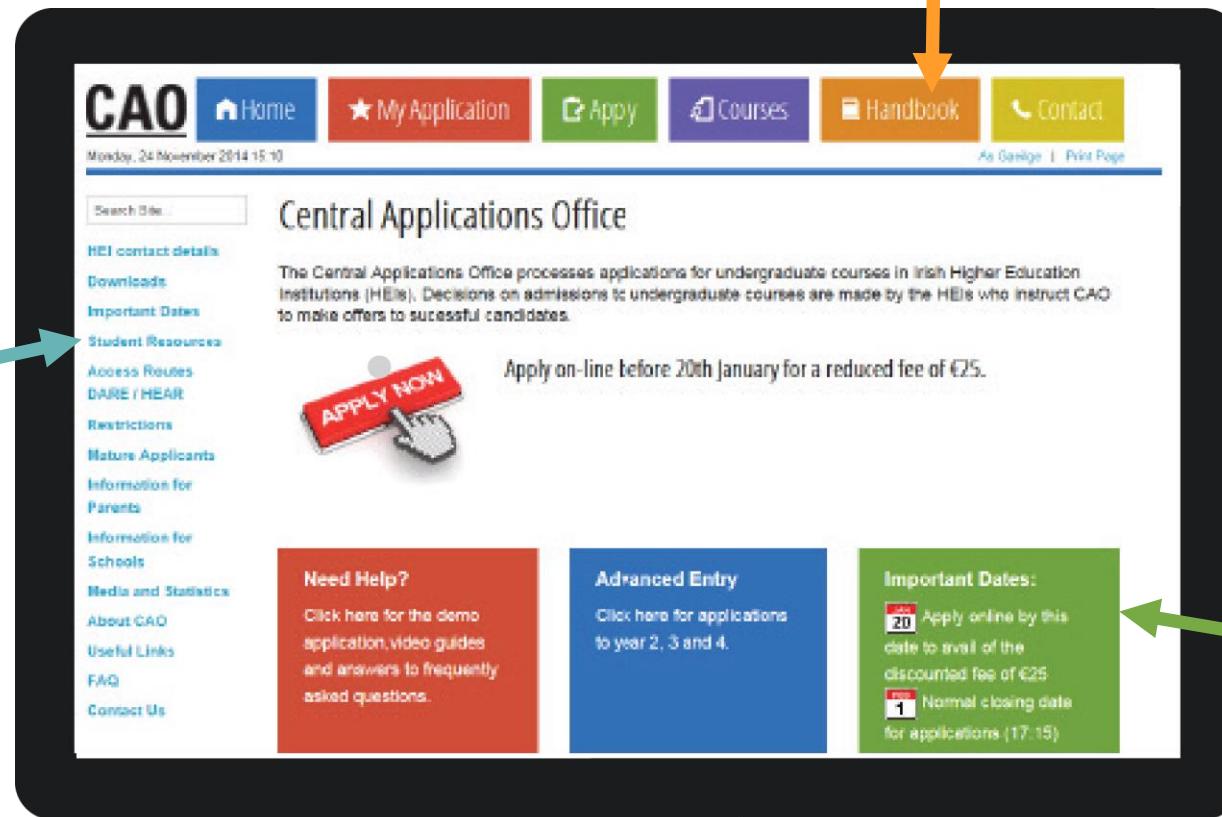 CAO
Home
My Application
Appy
Courses
Handbook
Contact
Monday, 24 November 2014 15:10
As Gaeilge | Print Page
Search Site...
HEI contact details
Downloads
Important Dates
Student Resources
Access Routes
DARE / HEAR
Restrictions
Mature Applicants
Information for
Parents
Information for
Schools
Media and Statistics
About CAO
Useful Links
FAQ
Contact Us
Central Applications Office
The Central Applications Office processes applications for undergraduate courses in Irish Higher Education
Institutions (HEIs). Decisions on admissions to undergraduate courses are made by the HEIs who instruct CAO
to make offers to sucessful candidates.
APPLY NOW
Apply on-line before 20th January for a reduced fee of €25.
Need Help?
Click here for the demo
application, video guides
and answers to frequently
asked questions.
Advanced Entry
Click here for applications
to year 2, 3 and 4.
Important Dates:
JAN
20 Apply online by this
date to avail of the
discounted fee of €25
FEB
1 Normal closing date
for applications (17:15)